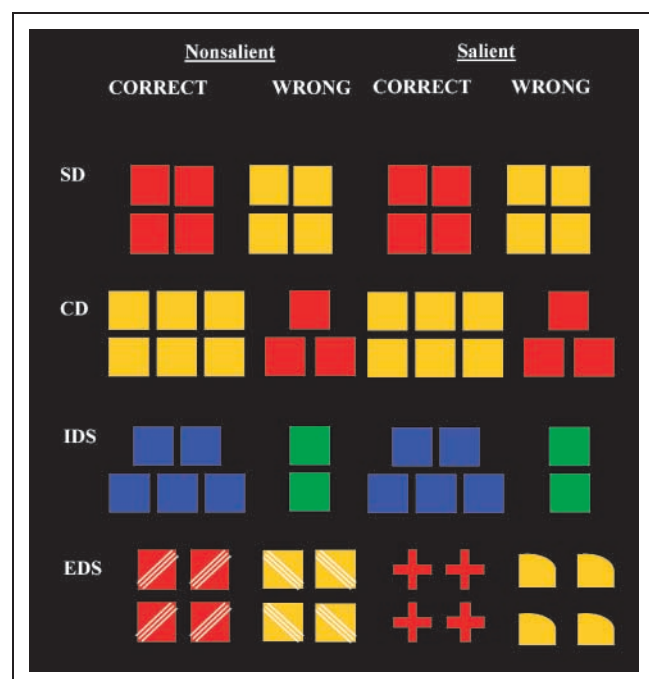 Nonsalient Salient
CORRECT WRONG CORRECT WRONG
SD
CD
IDS
EDS